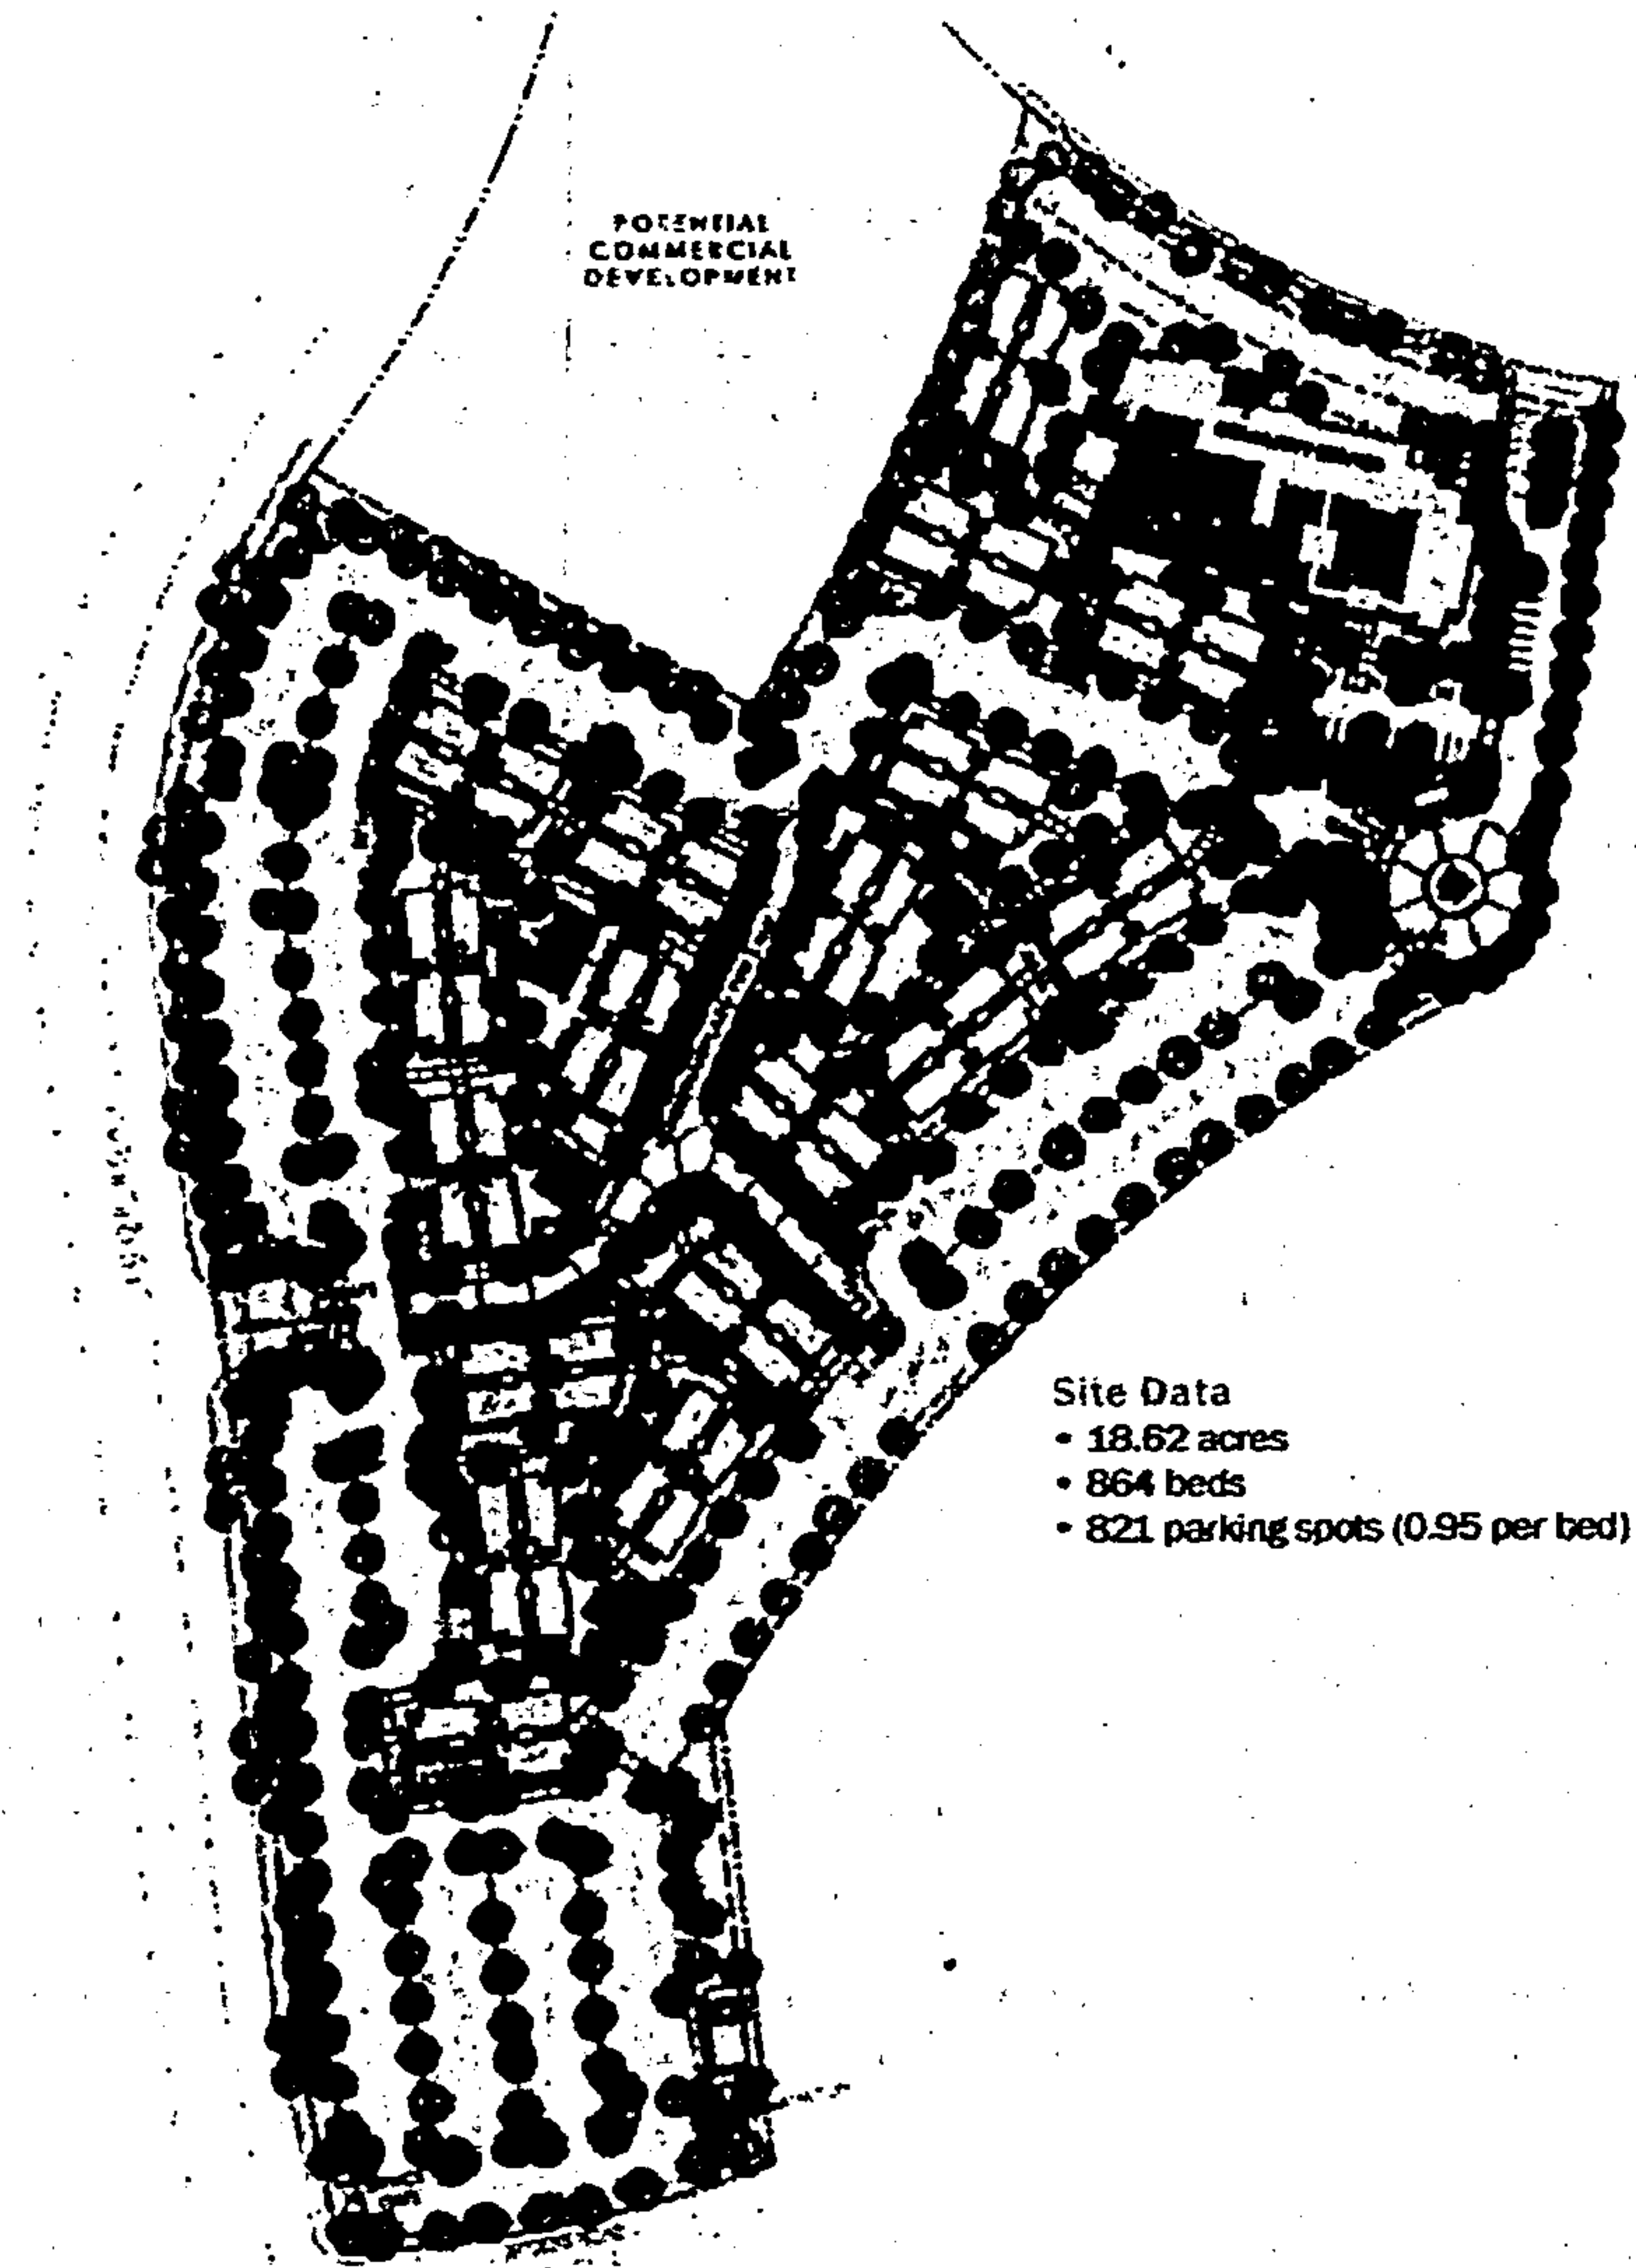 POTENTIAL
COMMERCIAL
DEVELOPMENT
Site Data
• 18.62 acres
• 864 beds
• 821 parking spots (0.95 per bed)